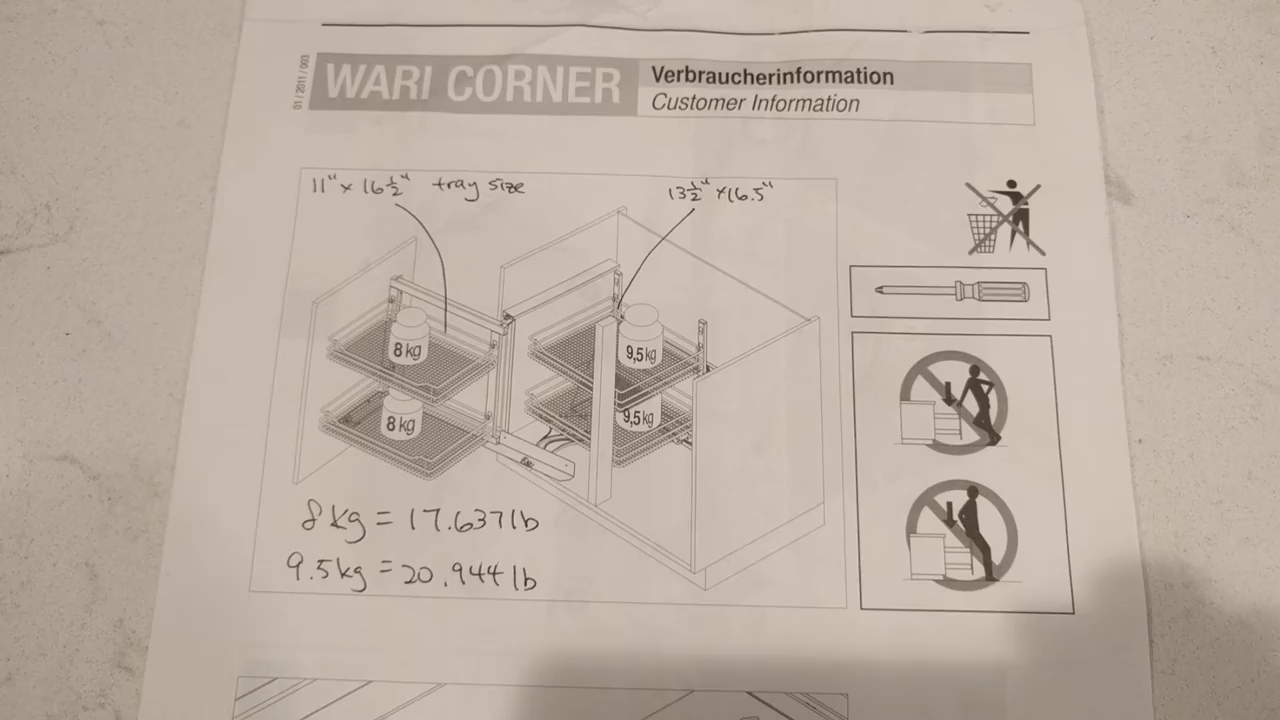 01 / 2011 / 003
WARI CORNER
Verbraucherinformation
Customer Information
11" x 16½" tray size
13½" x 16.5"
8 kg
9,5 kg
8 kg
9,5 kg
8 kg = 17.637 lb
9.5 kg = 20.944 lb